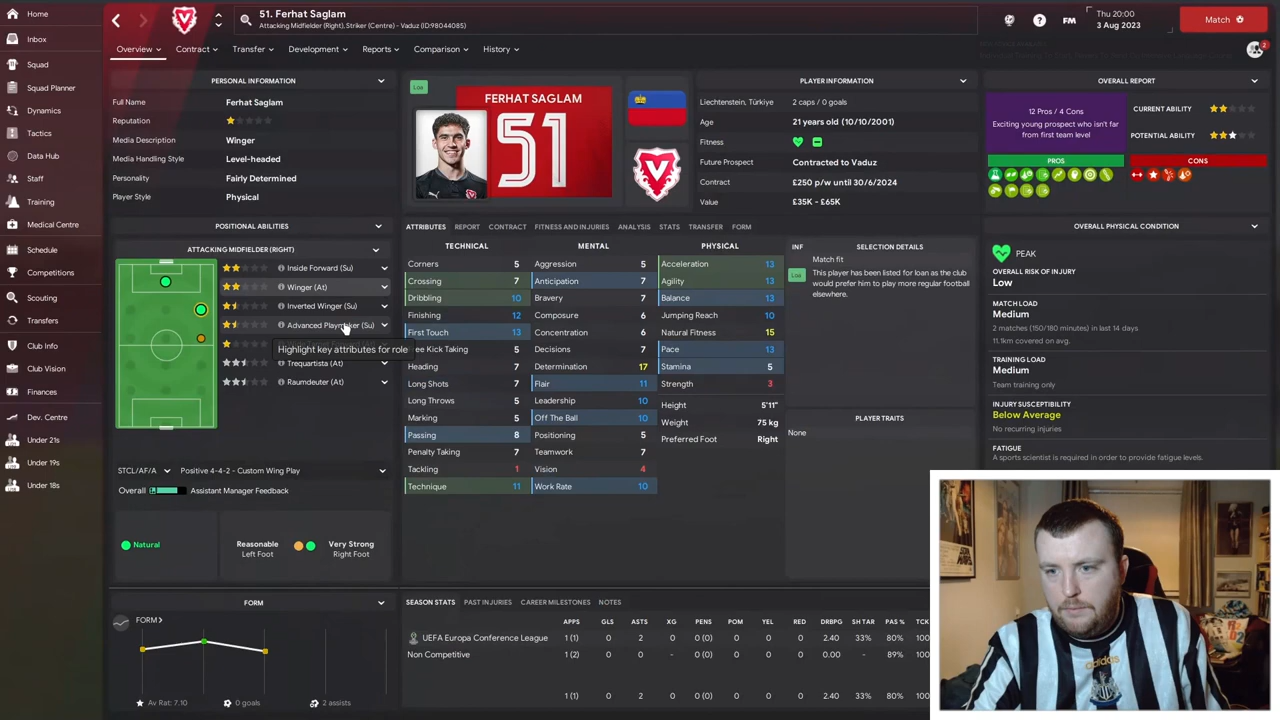 Home
Inbox
Squad
Squad Planner
Dynamics
Tactics
Data Hub
Staff
Training
Medical Centre
Schedule
Competitions
Scouting
Transfers
Club Info
Club Vision
Finances
Dev. Centre
Under 21s
Under 19s
Under 18s
51. Ferhat Saglam
Attacking Midfielder (Right), Striker (Centre) - Vaduz (ID:98044085)
FM
Thu 20:00
3 Aug 2023
Match
2
Overview
Contract
Transfer
Development
Reports
Comparison
History
PERSONAL INFORMATION
Full Name Ferhat Saglam
Reputation
Media Description Winger
Media Handling Style Level-headed
Personality Fairly Determined
Player Style Physical
Loa
FERHAT SAGLAM
51
PLAYER INFORMATION
Liechtenstein, Türkiye 2 caps / 0 goals
Age 21 years old (10/10/2001)
Fitness
Future Prospect Contracted to Vaduz
Contract £250 p/w until 30/6/2024
Value £35K - £65K
OVERALL REPORT
12 Pros / 4 Cons
Exciting young prospect who isn't far from first team level
CURRENT ABILITY
POTENTIAL ABILITY
PROS
CONS
POSITIONAL ABILITIES
ATTACKING MIDFIELDER (RIGHT)
Inside Forward (Su)
Winger (At)
Inverted Winger (Su)
Advanced Playmaker (Su)
Highlight key attributes for role
Trequartista (At)
Raumdeuter (At)
STCL/AF/A Positive 4-4-2 - Custom Wing Play
Overall Assistant Manager Feedback
Natural
Reasonable
Left Foot
Very Strong
Right Foot
ATTRIBUTES REPORT CONTRACT FITNESS AND INJURIES ANALYSIS STATS TRANSFER FORM
TECHNICAL
Corners 5
Crossing 7
Dribbling 10
Finishing 12
First Touch 13
ee Kick Taking 5
Heading 7
Long Shots 7
Long Throws 5
Marking 5
Passing 8
Penalty Taking 7
Tackling 1
Technique 11
MENTAL
Aggression 5
Anticipation 7
Bravery 7
Composure 6
Concentration 6
Decisions 7
Determination 17
Flair 11
Leadership 10
Off The Ball 10
Positioning 5
Teamwork 7
Vision 4
Work Rate 10
PHYSICAL
Acceleration 13
Agility 13
Balance 13
Jumping Reach 10
Natural Fitness 15
Pace 13
Stamina 5
Strength 3
Height 5'11"
Weight 75 kg
Preferred Foot Right
INF SELECTION DETAILS
Match fit
Loa
This player has been listed for loan as the club
would prefer him to play more regular football
elsewhere.
PLAYER TRAITS
None
OVERALL PHYSICAL CONDITION
PEAK
OVERALL RISK OF INJURY
Low
MATCH LOAD
Medium
2 matches (150/180 minutes) in last 14 days
11.1km covered on avg.
TRAINING LOAD
Medium
Team training only
INJURY SUSCEPTIBILITY
Below Average
No recurring injuries
FATIGUE
A sports scientist is required in order to provide fatigue levels.
FORM
FORM
Av Rat: 7.10 0 goals 2 assists
SEASON STATS PAST INJURIES CAREER MILESTONES NOTES
APPS GLS ASTS XG PENS POM YEL RED DRBPG SH TAR PAS % TCK
UEFA Europa Conference League 1 (1) 0 2 0 0 (0) 0 0 0 2.40 33% 80%
Non Competitive 1 (2) 0 0 - 0 (0) 0 0 0 0.00 - 89%
1 (1) 0 2 0 0 (0) 0 0 0 2.40 33% 80%
adidas